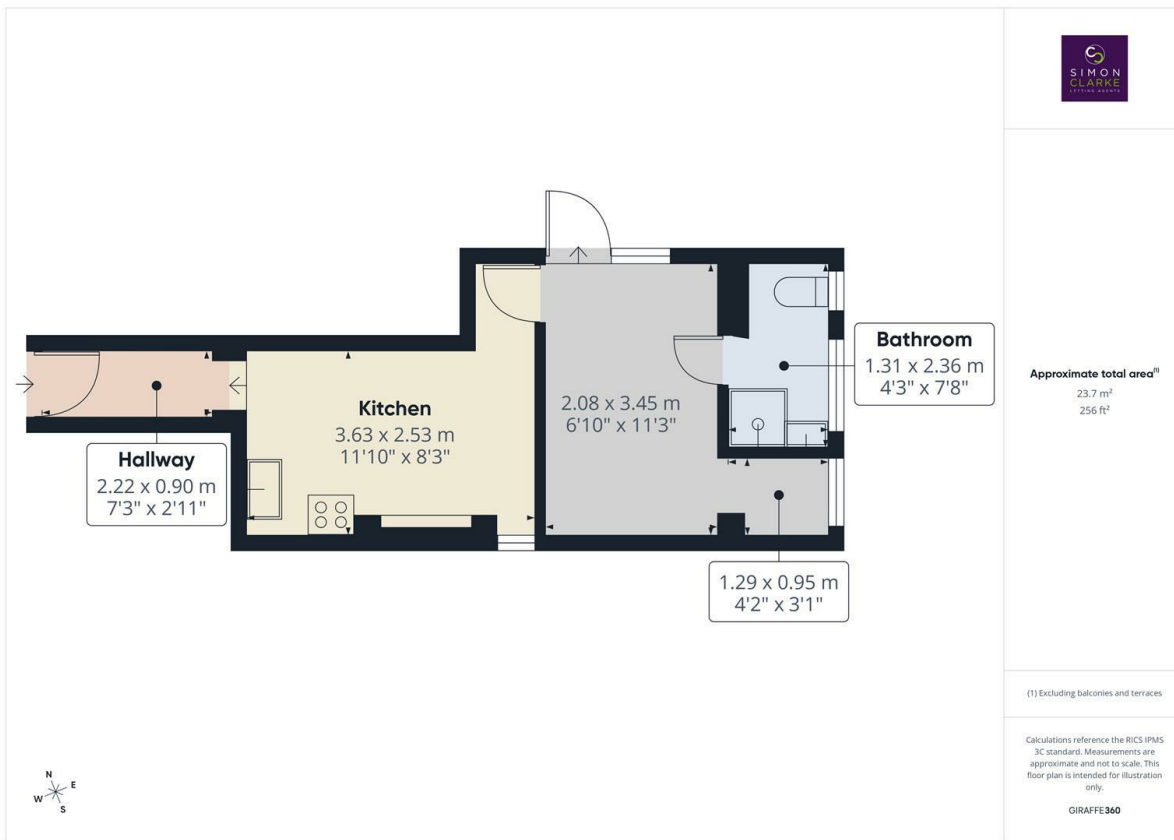 SIMON
CLARKE
LETTING AGENTS
Approximate total area(1)
23.7 m²
256 ft²
Bathroom
1.31 x 2.36 m
4'3" x 7'8"
Kitchen
3.63 x 2.53 m
11'10" x 8'3"
2.08 x 3.45 m
6'10" x 11'3"
Hallway
2.22 x 0.90 m
7'3" x 2'11"
1.29 x 0.95 m
4'2" x 3'1"
N
E
W
S
(1) Excluding balconies and terraces
Calculations reference the RICS IPMS
3C standard. Measurements are
approximate and not to scale. This
floor plan is intended for illustration
only.
GIRAFFE360